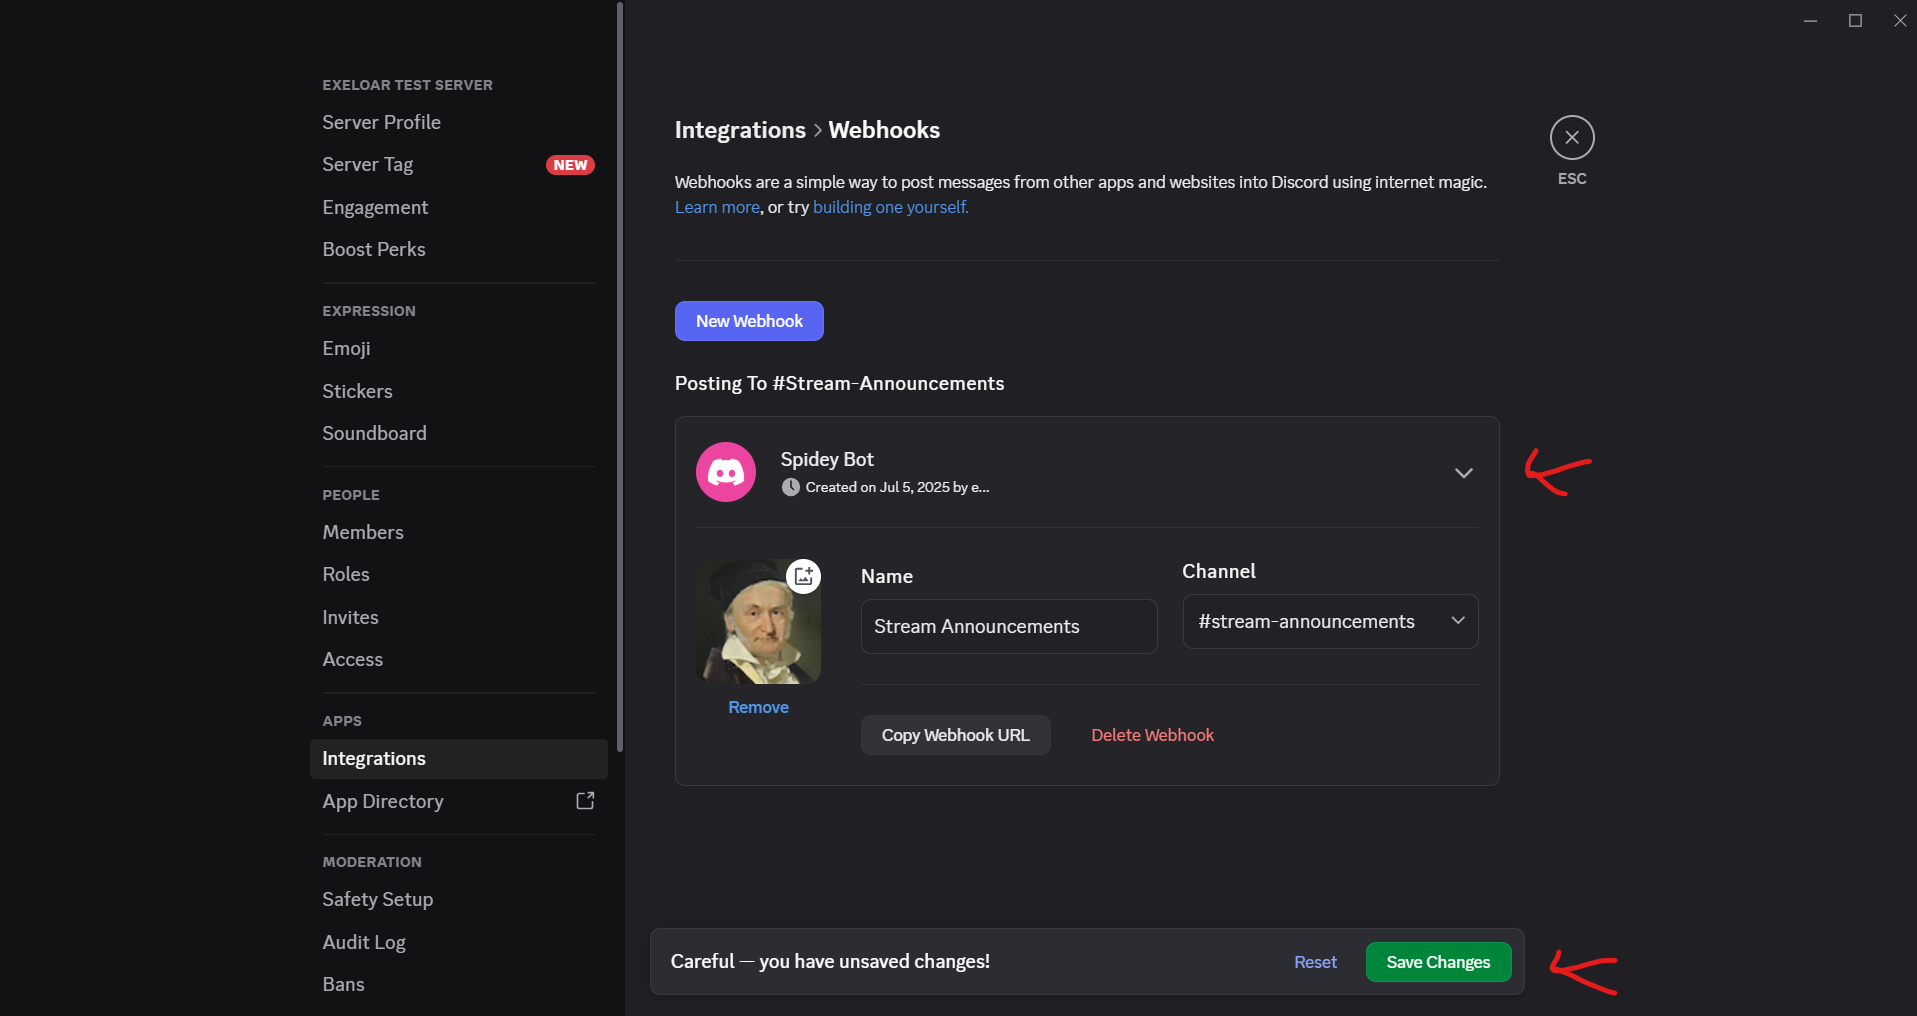 EXELOAR TEST SERVER
Server Profile
Server Tag NEW
Engagement
Boost Perks
EXPRESSION
Emoji
Stickers
Soundboard
PEOPLE
Members
Roles
Invites
Access
APPS
Integrations
App Directory
MODERATION
Safety Setup
Audit Log
Bans
Integrations > Webhooks
ESC
Webhooks are a simple way to post messages from other apps and websites into Discord using internet magic.
Learn more, or try building one yourself.
New Webhook
Posting To #Stream-Announcements
Spidey Bot
Created on Jul 5, 2025 by e...
Remove
Name
Stream Announcements
Channel
#stream-announcements
Copy Webhook URL Delete Webhook
Careful — you have unsaved changes! Reset Save Changes